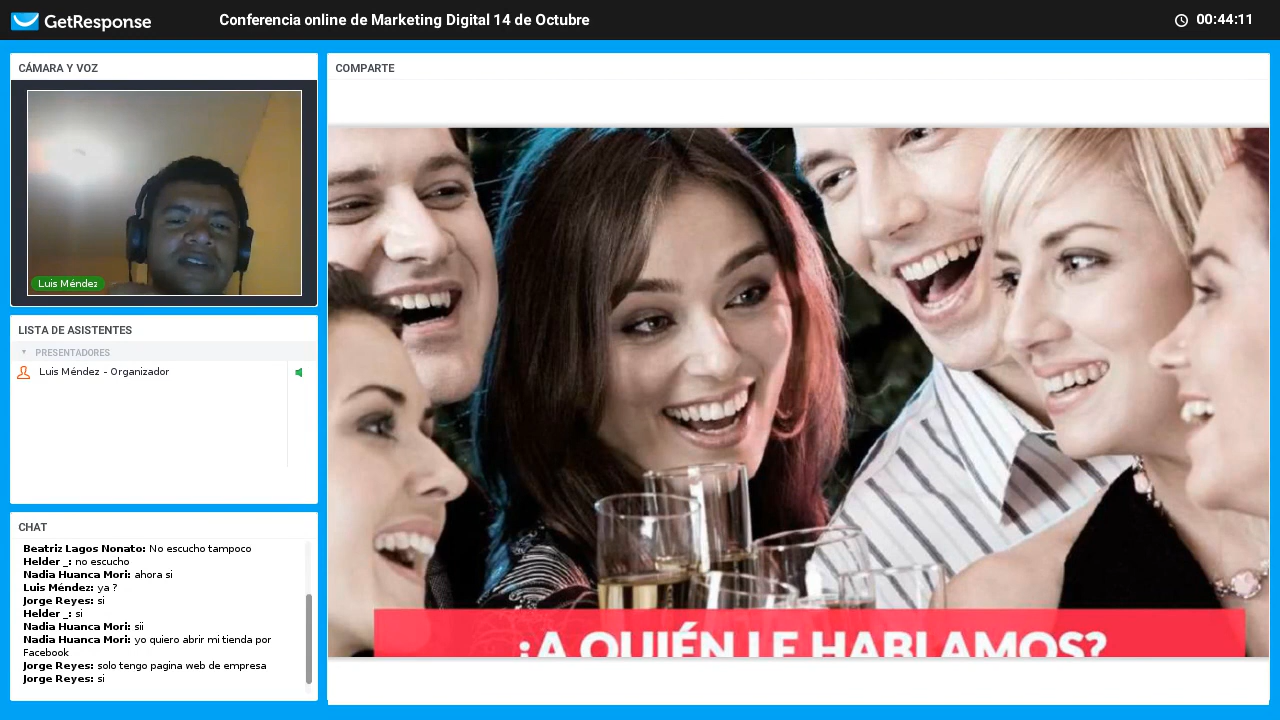 GetResponse
Conferencia online de Marketing Digital 14 de Octubre
00:44:11
CÁMARA Y VOZ
Luis Méndez
LISTA DE ASISTENTES
PRESENTADORES
Luis Méndez - Organizador
CHAT
Beatriz Lagos Nonato: No escucho tampoco
Helder _: no escucho
Nadia Huanca Mori: ahora si
Luis Méndez: ya ?
Jorge Reyes: si
Helder _: si
Nadia Huanca Mori: sii
Nadia Huanca Mori: yo quiero abrir mi tienda por
Facebook
Jorge Reyes: solo tengo pagina web de empresa
Jorge Reyes: si
COMPARTE
¿A QUIÉN LE HABLAMOS?